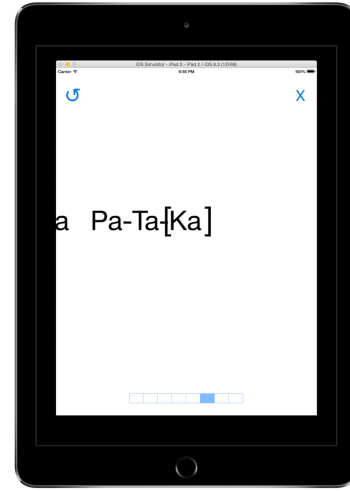 iOS Simulator - iPad 2 - iPad 2 / iOS 8.3 (12F69)
Carrier 9:56 PM 100%
↺ X
a Pa-Ta-[Ka]